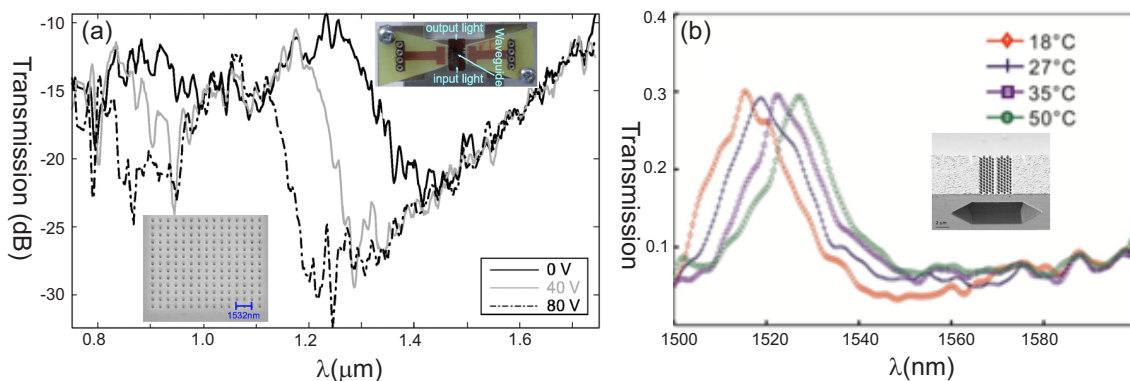 (a)
Transmission (dB)
-10
-15
-20
-25
-30
0.8
1.0
1.2
1.4
1.6
λ(μm)
output light
Waveguide
input light
1532nm
0 V
40 V
80 V
(b)
Transmission
0.4
0.3
0.2
0.1
1500
1520
1540
1560
1580
λ(nm)
18°C
27°C
35°C
50°C